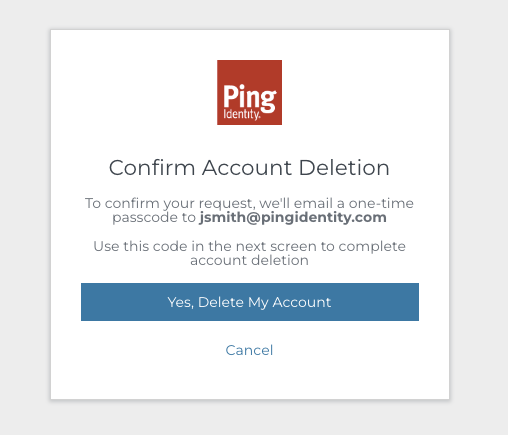 Ping
Identity.
Confirm Account Deletion
To confirm your request, we'll email a one-time
passcode to jsmith@pingidentity.com
Use this code in the next screen to complete
account deletion
Yes, Delete My Account
Cancel